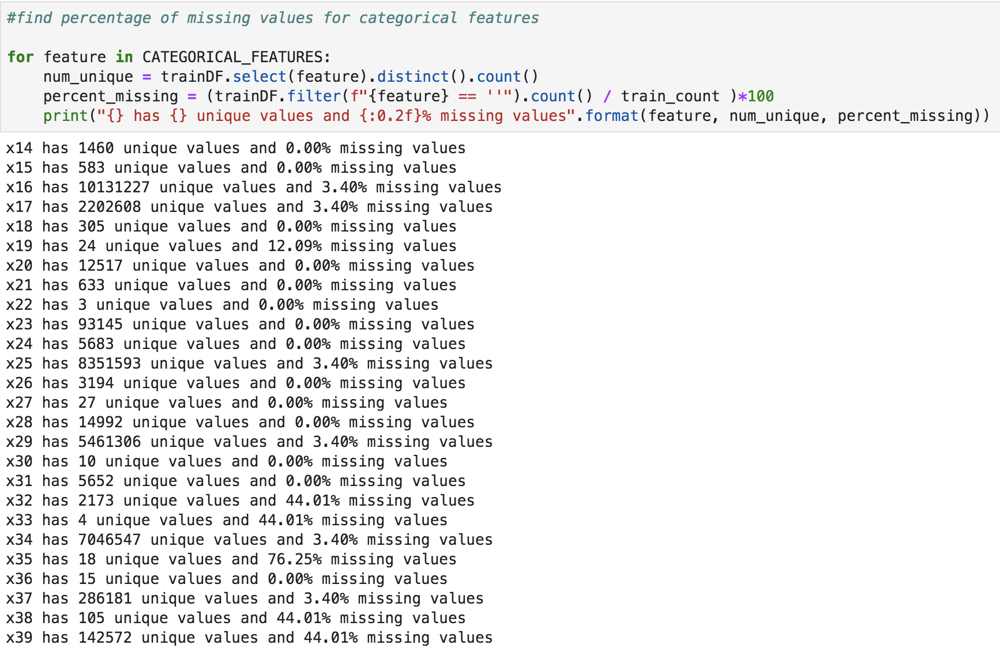 #find percentage of missing values for categorical features
for feature in CATEGORICAL_FEATURES:
    num_unique = trainDF.select(feature).distinct().count()
    percent_missing = (trainDF.filter(f"{feature} == ''").count() / train_count )*100
    print("{} has {} unique values and {:0.2f}% missing values".format(feature, num_unique, percent_missing))
x14 has 1460 unique values and 0.00% missing values
x15 has 583 unique values and 0.00% missing values
x16 has 10131227 unique values and 3.40% missing values
x17 has 2202608 unique values and 3.40% missing values
x18 has 305 unique values and 0.00% missing values
x19 has 24 unique values and 12.09% missing values
x20 has 12517 unique values and 0.00% missing values
x21 has 633 unique values and 0.00% missing values
x22 has 3 unique values and 0.00% missing values
x23 has 93145 unique values and 0.00% missing values
x24 has 5683 unique values and 0.00% missing values
x25 has 8351593 unique values and 3.40% missing values
x26 has 3194 unique values and 0.00% missing values
x27 has 27 unique values and 0.00% missing values
x28 has 14992 unique values and 0.00% missing values
x29 has 5461306 unique values and 3.40% missing values
x30 has 10 unique values and 0.00% missing values
x31 has 5652 unique values and 0.00% missing values
x32 has 2173 unique values and 44.01% missing values
x33 has 4 unique values and 44.01% missing values
x34 has 7046547 unique values and 3.40% missing values
x35 has 18 unique values and 76.25% missing values
x36 has 15 unique values and 0.00% missing values
x37 has 286181 unique values and 3.40% missing values
x38 has 105 unique values and 44.01% missing values
x39 has 142572 unique values and 44.01% missing values